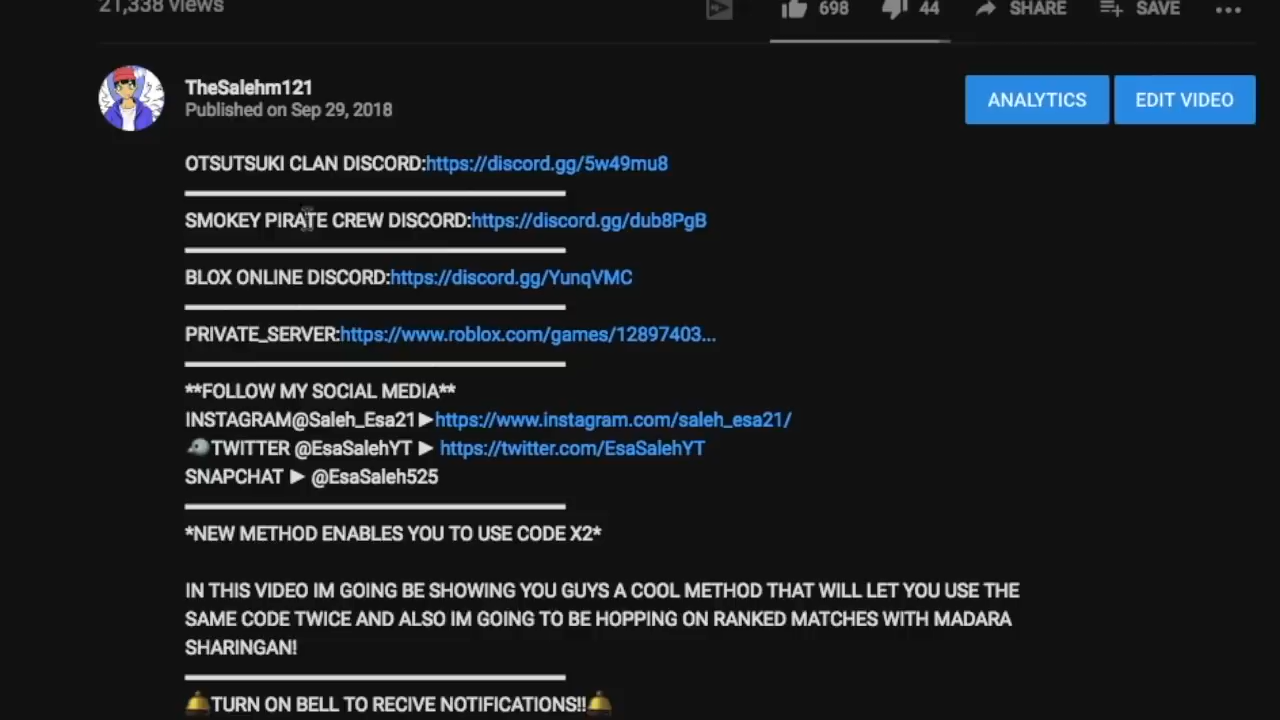 21,338 views
698 44 SHARE SAVE
TheSalehm121
Published on Sep 29, 2018
ANALYTICS EDIT VIDEO
OTSUTSUKI CLAN DISCORD:https://discord.gg/5w49mu8
SMOKEY PIRATE CREW DISCORD:https://discord.gg/dub8PgB
BLOX ONLINE DISCORD:https://discord.gg/YunqVMC
PRIVATE_SERVER:https://www.roblox.com/games/12897403...
**FOLLOW MY SOCIAL MEDIA**
INSTAGRAM@Saleh_Esa21►https://www.instagram.com/saleh_esa21/
TWITTER @EsaSalehYT ► https://twitter.com/EsaSalehYT
SNAPCHAT ► @EsaSaleh525
*NEW METHOD ENABLES YOU TO USE CODE X2*
IN THIS VIDEO IM GOING BE SHOWING YOU GUYS A COOL METHOD THAT WILL LET YOU USE THE
SAME CODE TWICE AND ALSO IM GOING TO BE HOPPING ON RANKED MATCHES WITH MADARA
SHARINGAN!
🔔TURN ON BELL TO RECIVE NOTIFICATIONS!!🔔